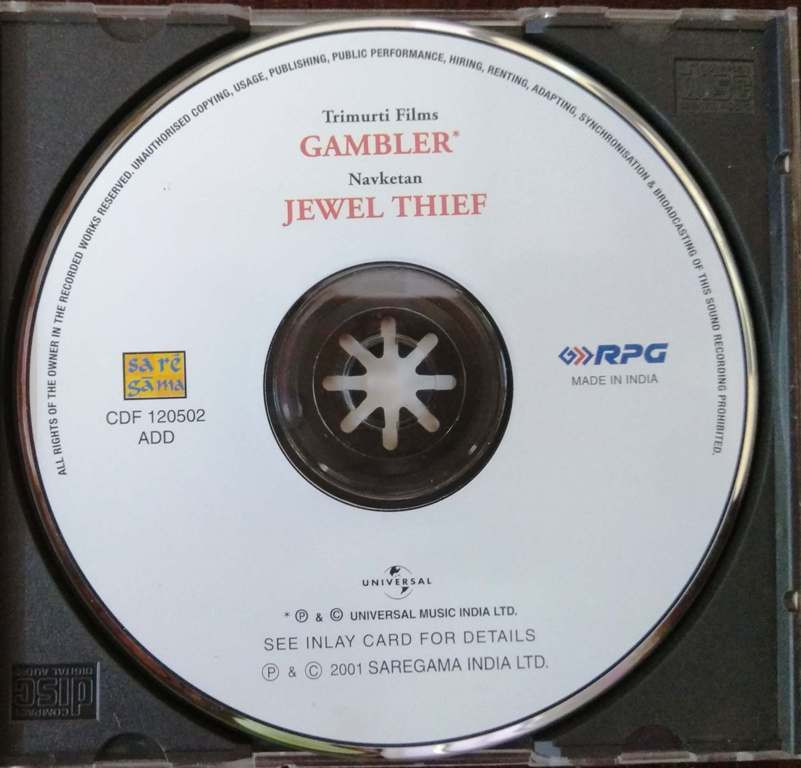 ALL RIGHTS OF THE OWNER IN THE RECORDED WORKS RESERVED. UNAUTHORISED COPYING, USAGE, PUBLISHING, PUBLIC PERFORMANCE, HIRING, RENTING, ADAPTING, SYNCHRONISATION & BROADCASTING OF THIS SOUND RECORDING PROHIBITED.
Trimurti Films
GAMBLER*
Navketan
JEWEL THIEF
sa rē
gāma
CDF 120502
ADD
RPG
MADE IN INDIA
UNIVERSAL
* ℗ & © UNIVERSAL MUSIC INDIA LTD.
SEE INLAY CARD FOR DETAILS
℗ & © 2001 SAREGAMA INDIA LTD.
COMPACT
disc
DIGITAL AUDIO